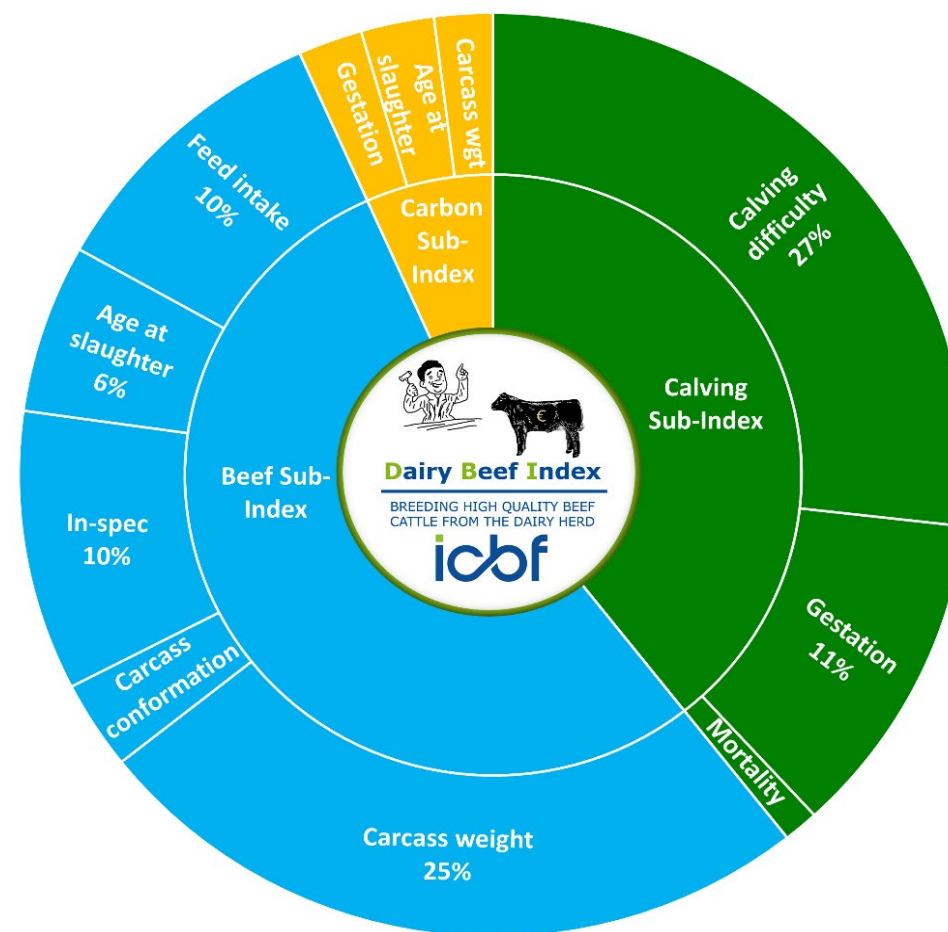 Gestation
Age at
slaughter
Carcass wgt
Carbon
Sub-
Index
Calving
difficulty
27%
Calving
Sub-Index
Gestation
11%
Mortality
Carcass weight
25%
Carcass
conformation
In-spec
10%
Age at
slaughter
6%
Feed intake
10%
Beef Sub-
Index
€
Dairy Beef Index
BREEDING HIGH QUALITY BEEF
CATTLE FROM THE DAIRY HERD
icbf